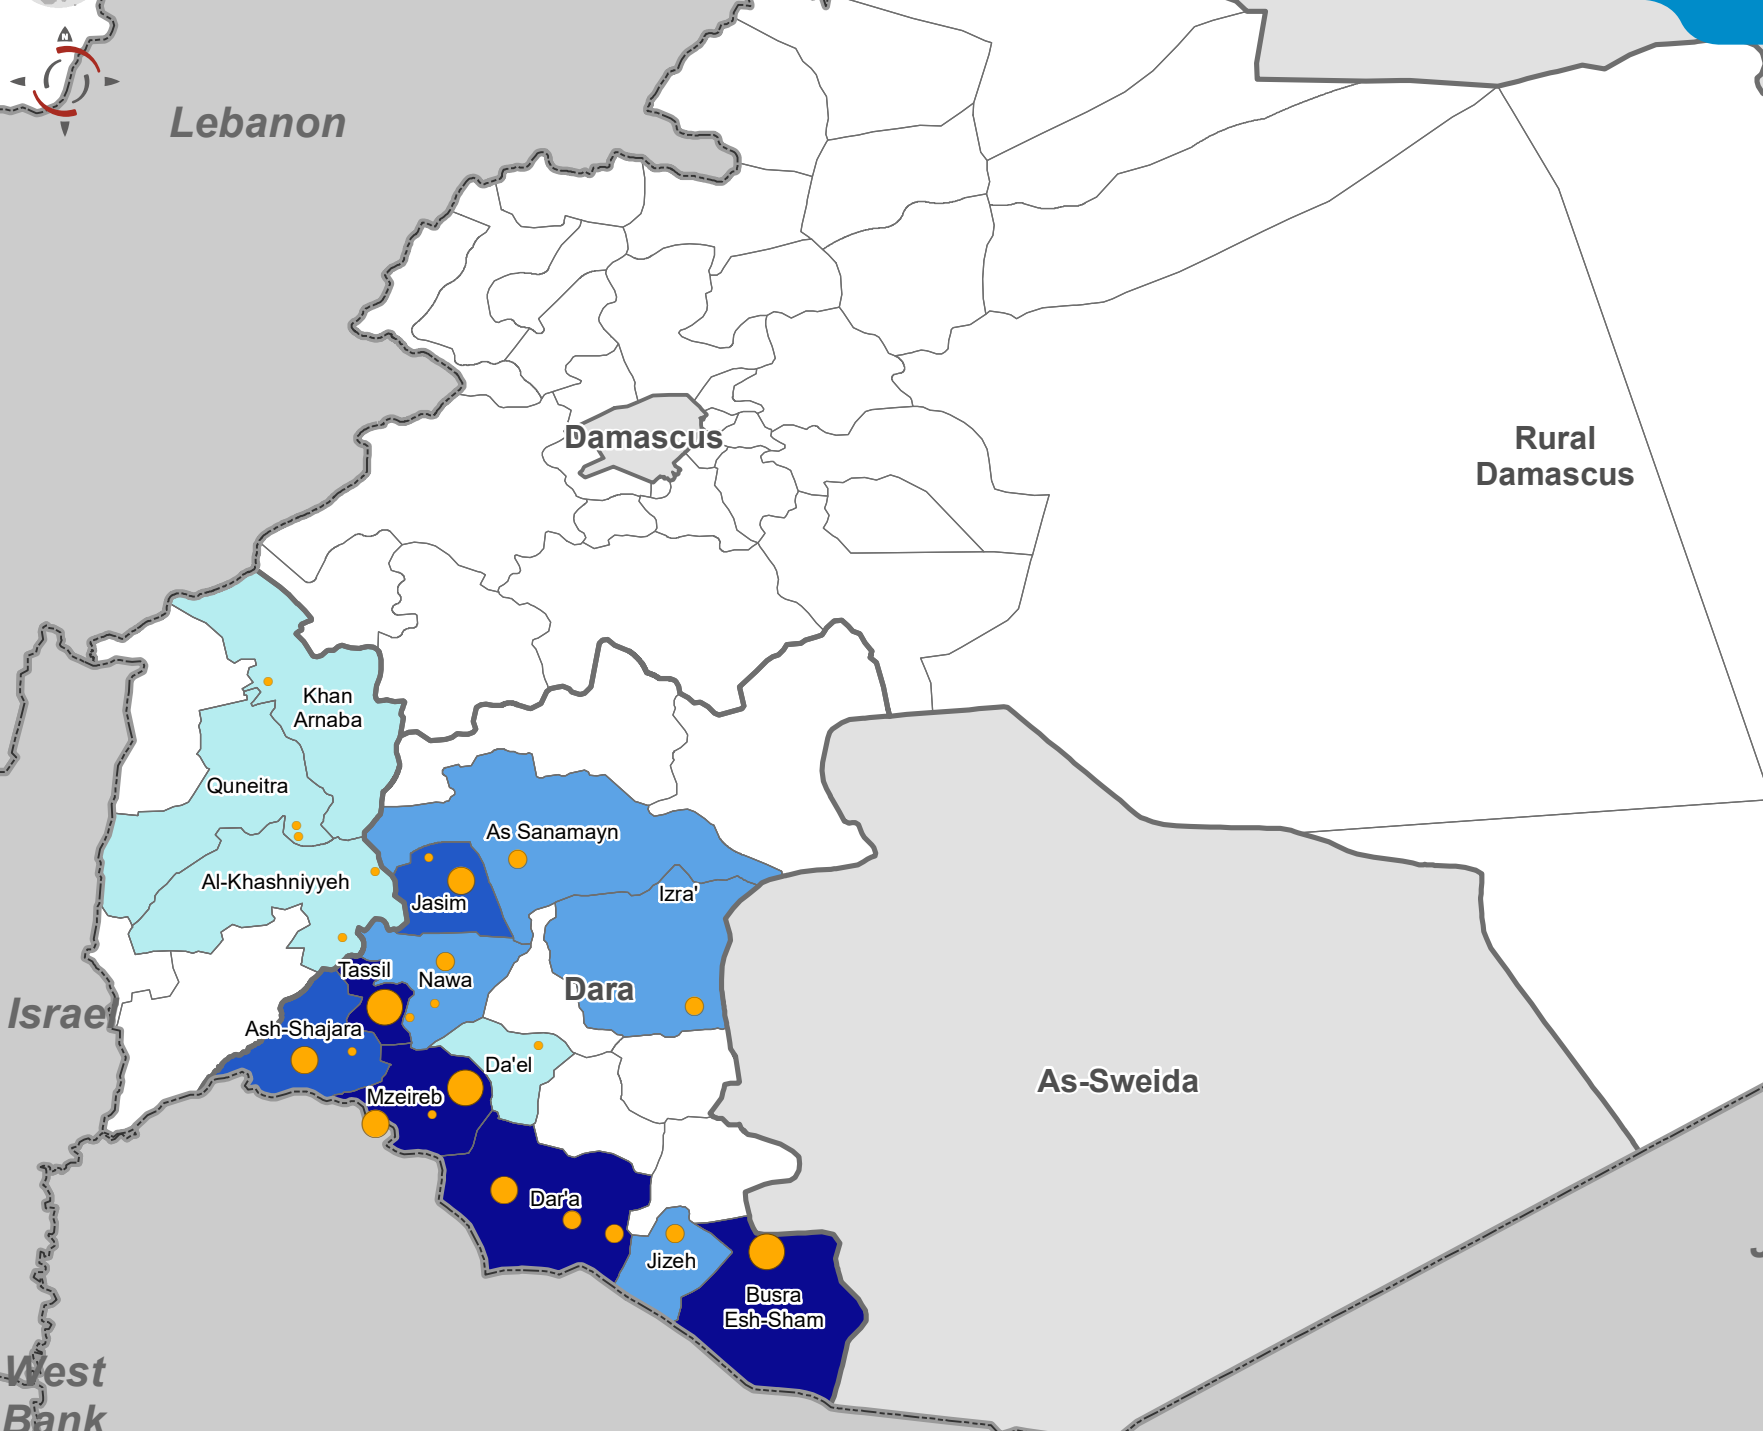 N
Lebanon
Damascus
Rural
Damascus
Khan
Arnaba
Quneitra
As Sanamayn
Al-Khashniyyeh
Izra'
Jasim
Tassil
Nawa
Dara
Israel
Ash-Shajara
Da'el
As-Sweida
Mzeireb
Dar'a
Jizeh
Busra
Esh-Sham
West
Bank